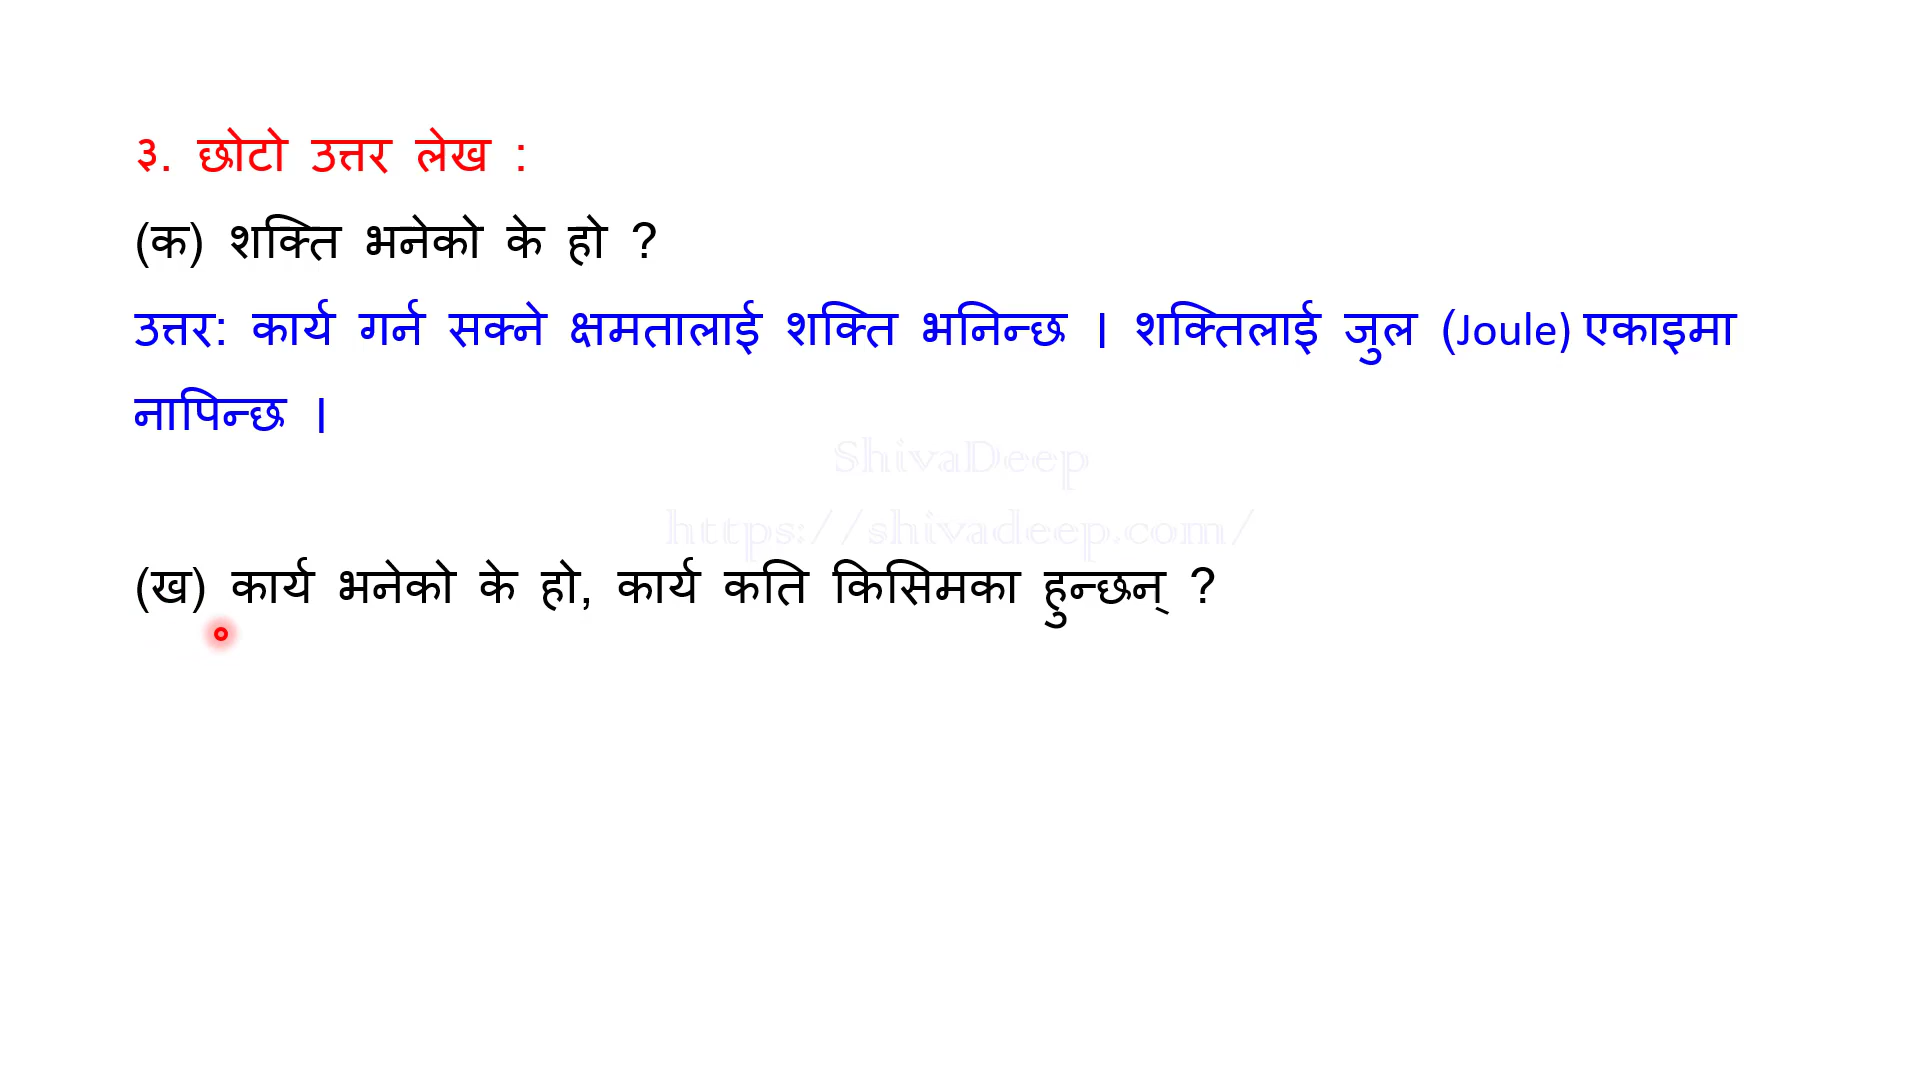 ३. छोटो उत्तर लेख :
(क) शक्ति भनेको के हो ?
उत्तर: कार्य गर्न सक्ने क्षमतालाई शक्ति भनिन्छ । शक्तिलाई जुल (Joule) एकाइमा
नापिन्छ ।
ShivaDeep
https://shivadeep.com/
(ख) कार्य भनेको के हो, कार्य कति किसिमका हुन्छन् ?